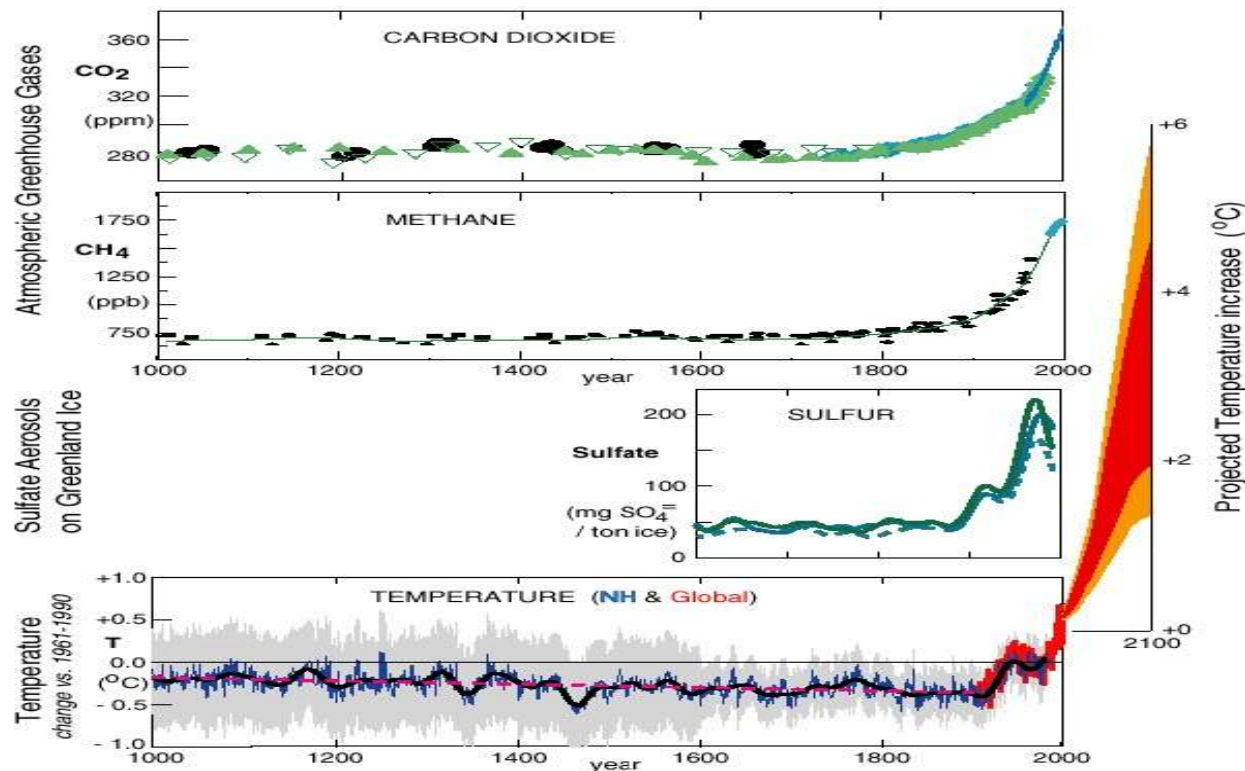 Atmospheric Greenhouse Gases
CARBON DIOXIDE
360
CO2
320
(ppm)
280
METHANE
1750
CH4
1250
(ppb)
750
1000
1200
1400
year
1600
1800
2000
Sulfate Aerosols
on Greenland Ice
SULFUR
200
Sulfate
100
(mg SO4=
/ ton ice)
0
Temperature
change vs. 1961-1990
TEMPERATURE (NH & Global)
+1.0
+0.5
T
0.0
(°C)
- 0.5
- 1.0
1000
1200
1400
year
1600
1800
2000
+6
+4
+2
+0
2100
Projected Temperature increase (°C)